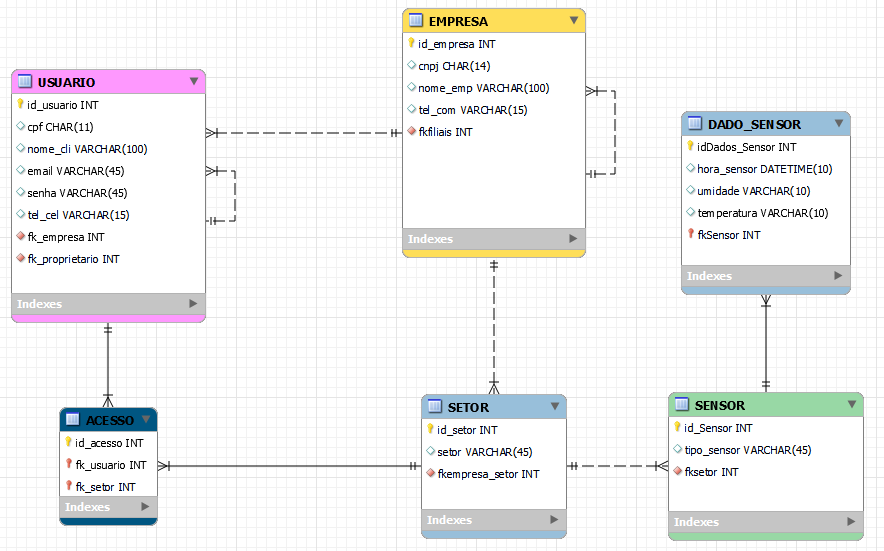 EMPRESA
id_empresa INT
cnpj CHAR(14)
nome_emp VARCHAR(100)
tel_com VARCHAR(15)
fkfiliais INT
Indexes
USUARIO
id_usuario INT
cpf CHAR(11)
nome_cli VARCHAR(100)
email VARCHAR(45)
senha VARCHAR(45)
tel_cel VARCHAR(15)
fk_empresa INT
fk_proprietario INT
Indexes
DADO_SENSOR
idDados_Sensor INT
hora_sensor DATETIME(10)
umidade VARCHAR(10)
temperatura VARCHAR(10)
fkSensor INT
Indexes
ACESSO
id_acesso INT
fk_usuario INT
fk_setor INT
Indexes
SETOR
id_setor INT
setor VARCHAR(45)
fkempresa_setor INT
Indexes
SENSOR
id_Sensor INT
tipo_sensor VARCHAR(45)
fksetor INT
Indexes